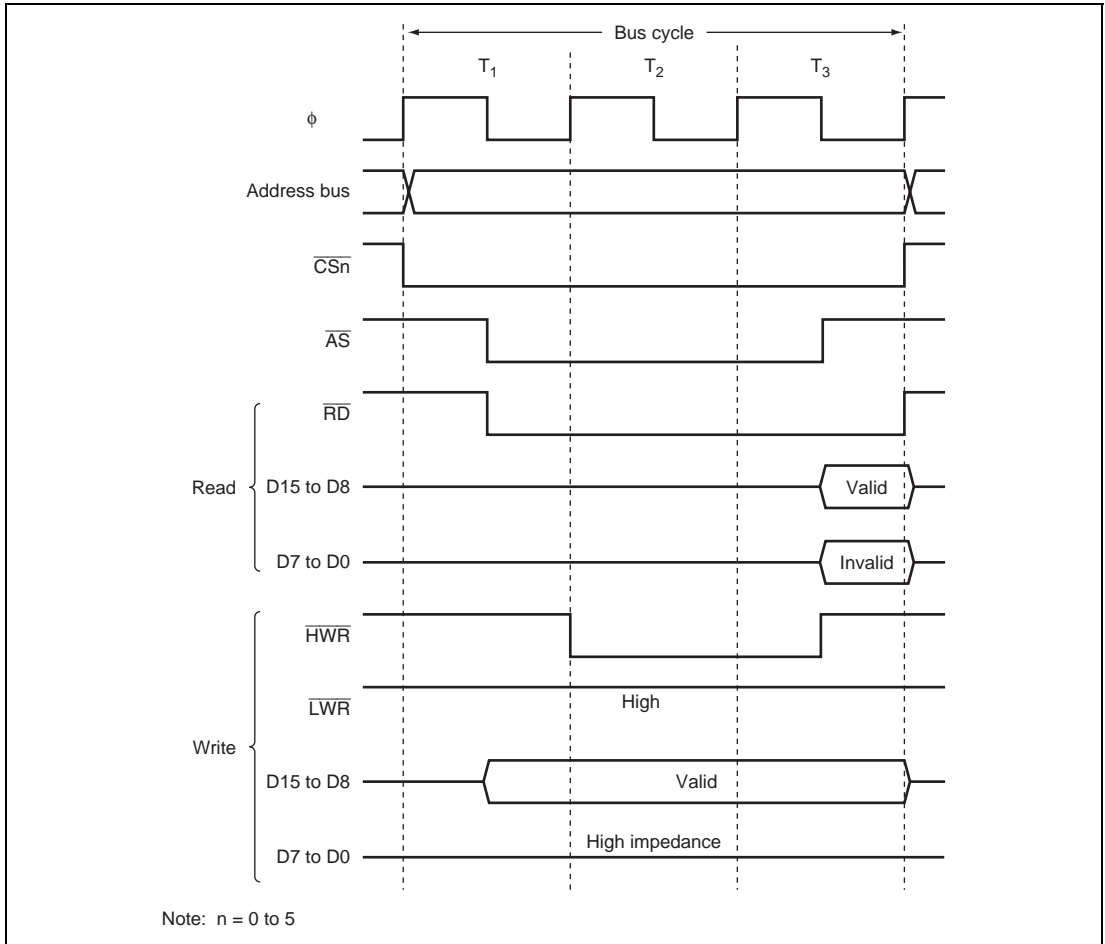 Bus cycle
T1 T2 T3
φ
Address bus
CSn
AS
RD
Read D15 to D8 Valid
D7 to D0 Invalid
HWR
LWR High
Write
D15 to D8 Valid
D7 to D0 High impedance
Note: n = 0 to 5